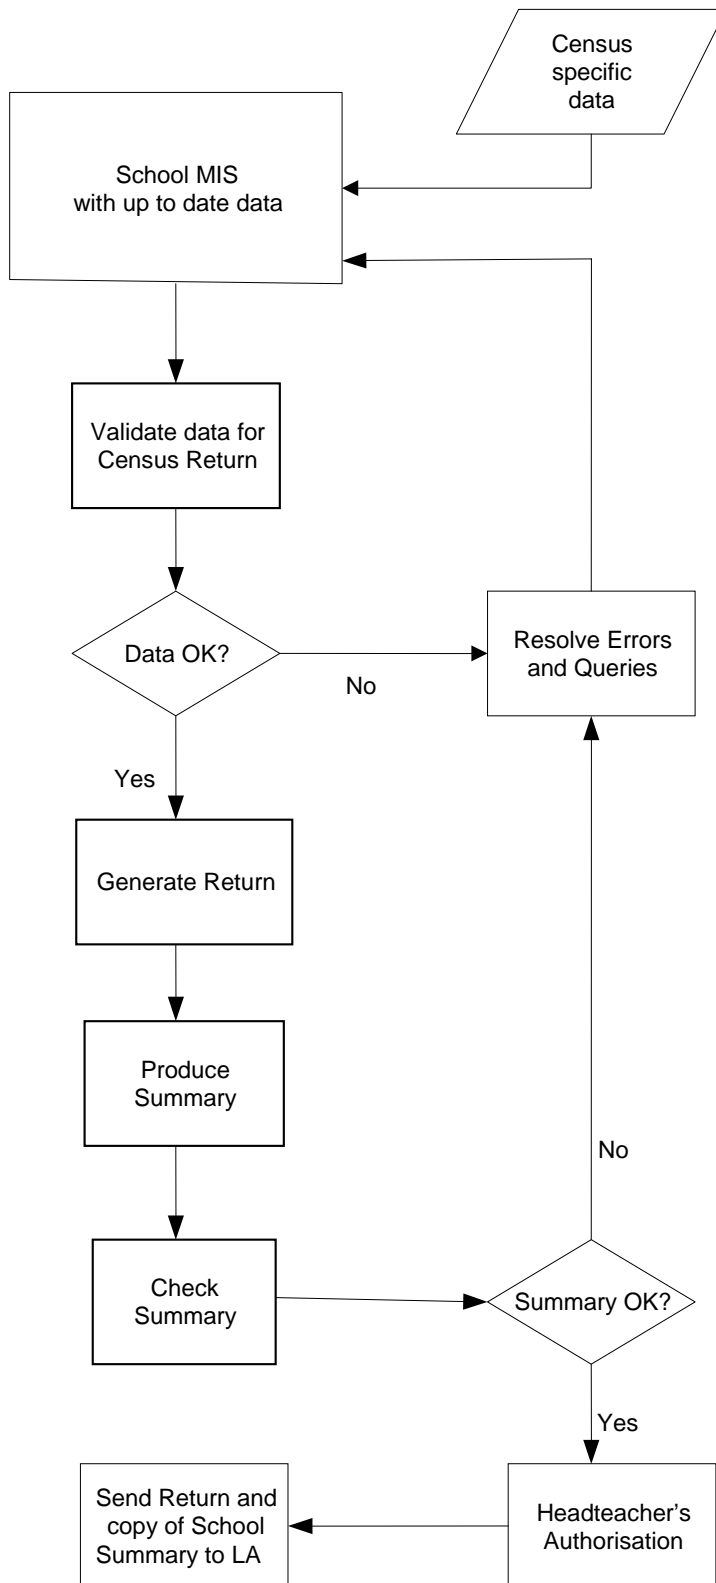 Census
specific
data
School MIS
with up to date data
Validate data for
Census Return
Data OK?
No
Resolve Errors
and Queries
Yes
Generate Return
Produce
Summary
No
Check
Summary
Summary OK?
Yes
Send Return and
copy of School
Summary to LA
Headteacher's
Authorisation